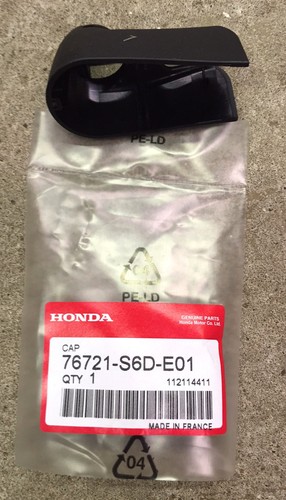 PE-LD
04
PE-LD
HONDA
GENUINE PARTS
Honda Motor Co., Ltd.
CAP
76721-S6D-E01
QTY 1
112114411
MADE IN FRANCE
04